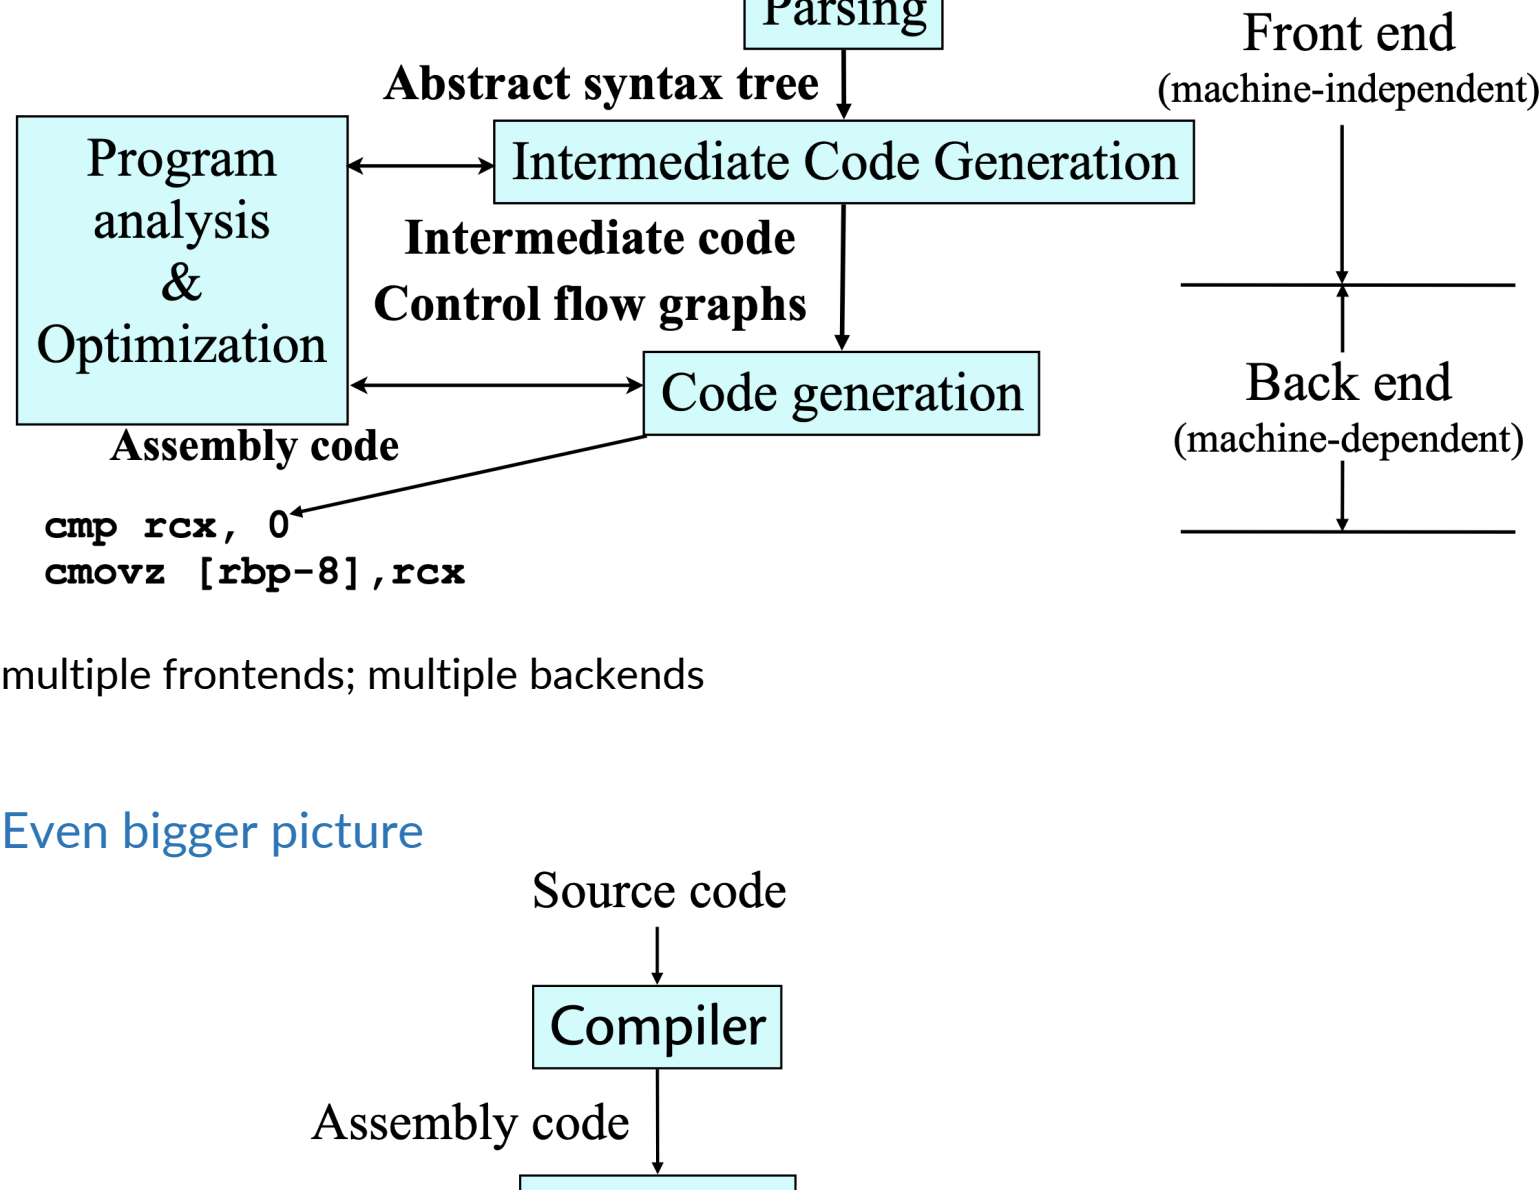 Parsing
Front end
(machine-independent)
Abstract syntax tree
Program
analysis
&
Optimization
Intermediate Code Generation
Intermediate code
Control flow graphs
Code generation
Back end
(machine-dependent)
Assembly code
cmp rcx, 0
cmovz [rbp-8],rcx
multiple frontends; multiple backends
Even bigger picture
Source code
Compiler
Assembly code